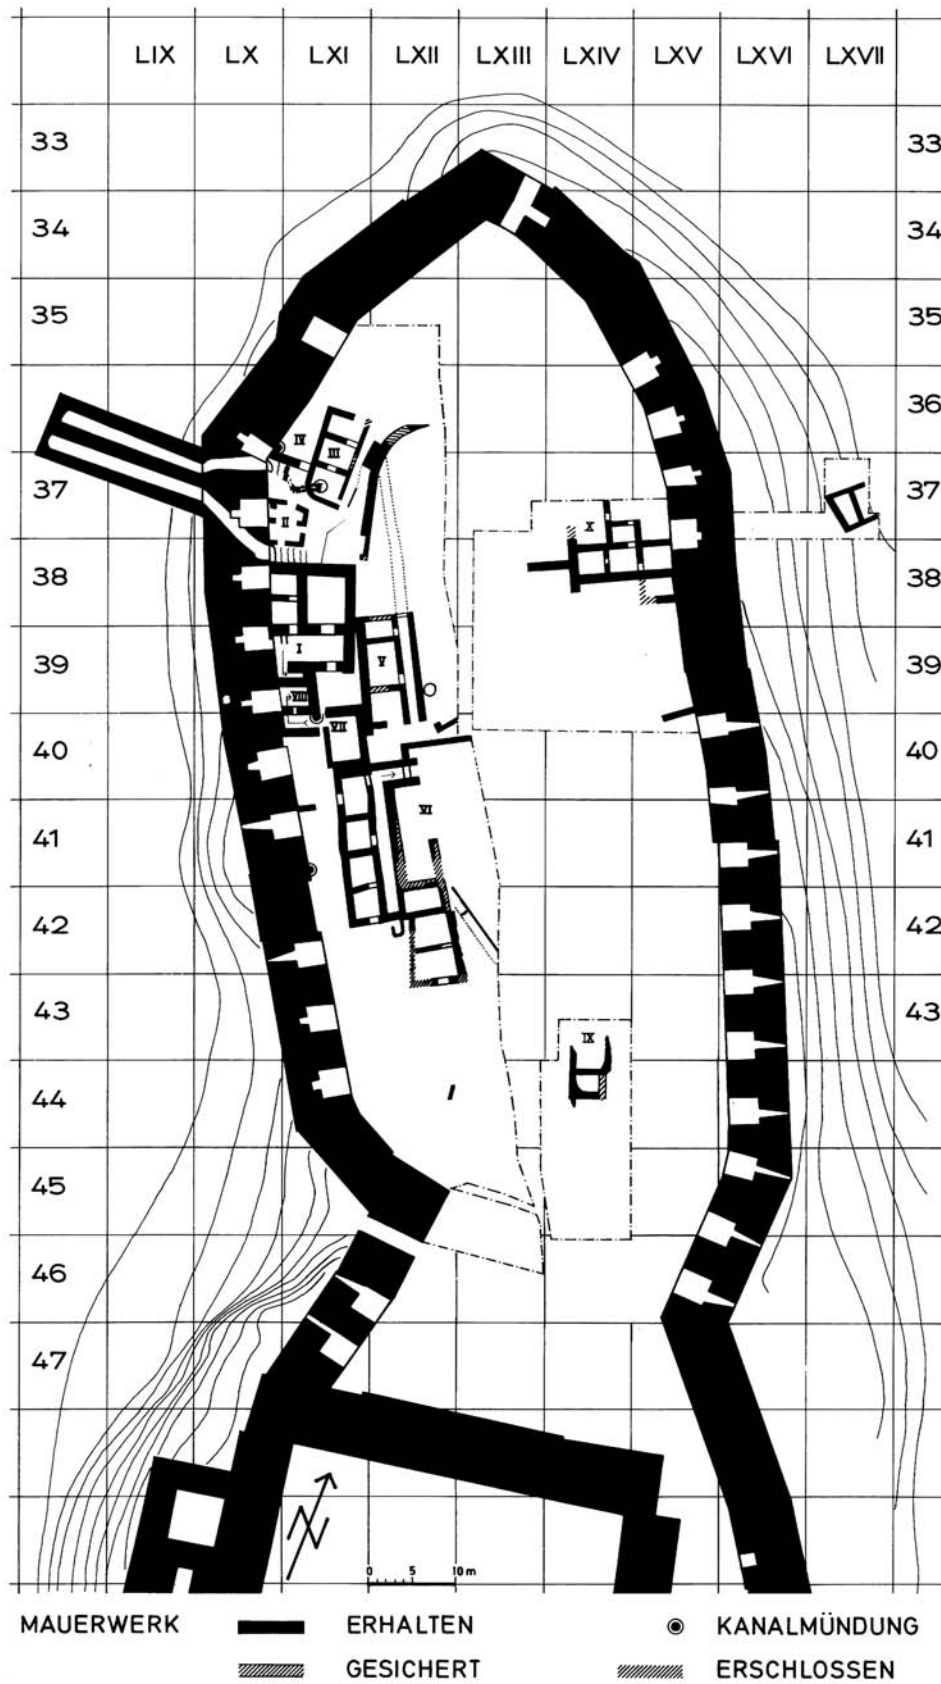 LIX LX LXI LXII LXIII LXIV LXV LXVI LXVII
33 33
34 34
35 35
36 36
IV
III
37 37
II
X
38 38
I
V
39 39
VIII
VII
40 40
VI
41 41
42 42
43 43
IX
44
45
46
47
N
0 5 10 m
MAUERWERK ERHALTEN KANALMÜNDUNG
GESICHERT ERSCHLOSSEN